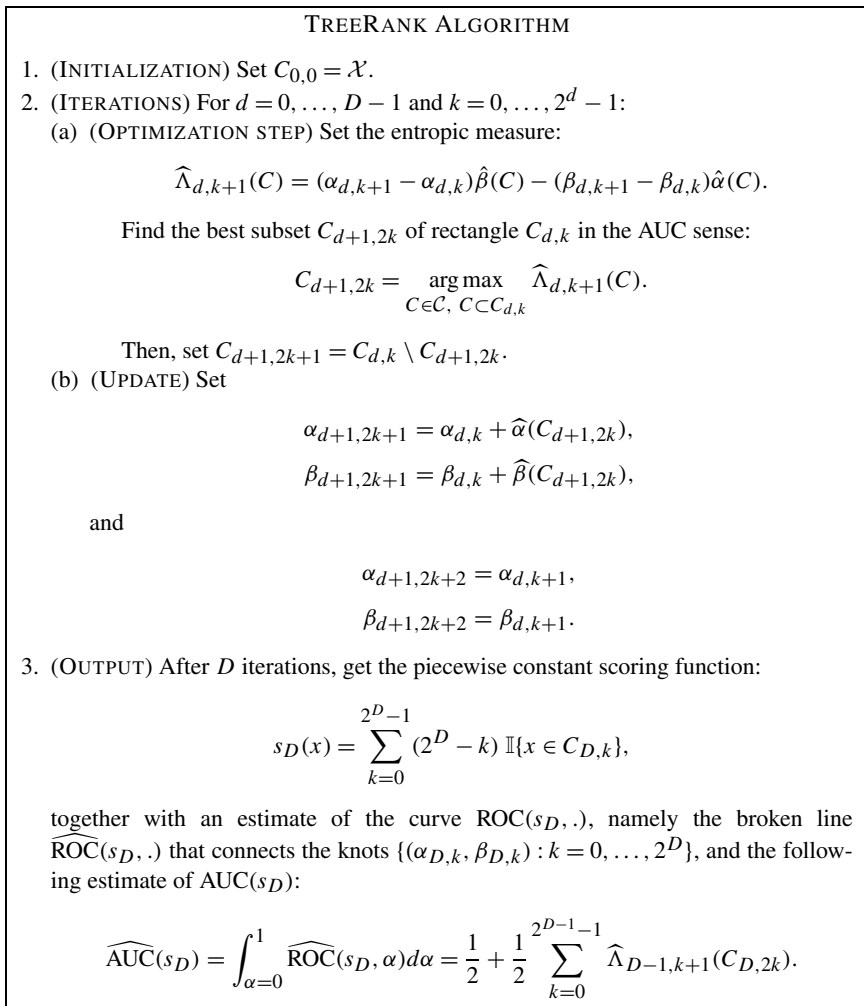 TREERANK ALGORITHM
1. (INITIALIZATION) Set C_{0,0} = 𝒳.
2. (ITERATIONS) For d = 0, …, D − 1 and k = 0, …, 2^d − 1:
(a) (OPTIMIZATION STEP) Set the entropic measure:
Λ̂_{d,k+1}(C) = (α_{d,k+1} − α_{d,k})β̂(C) − (β_{d,k+1} − β_{d,k})α̂(C).
Find the best subset C_{d+1,2k} of rectangle C_{d,k} in the AUC sense:
C_{d+1,2k} = arg max_{C∈𝒞, C⊂C_{d,k}} Λ̂_{d,k+1}(C).
Then, set C_{d+1,2k+1} = C_{d,k} \ C_{d+1,2k}.
(b) (UPDATE) Set
α_{d+1,2k+1} = α_{d,k} + α̂(C_{d+1,2k}),
β_{d+1,2k+1} = β_{d,k} + β̂(C_{d+1,2k}),
and
α_{d+1,2k+2} = α_{d,k+1},
β_{d+1,2k+2} = β_{d,k+1}.
3. (OUTPUT) After D iterations, get the piecewise constant scoring function:
s_D(x) = ∑_{k=0}^{2^D−1} (2^D − k) 𝕀{x ∈ C_{D,k}},
together with an estimate of the curve ROC(s_D, .), namely the broken line
R̂OC(s_D, .) that connects the knots {(α_{D,k}, β_{D,k}) : k = 0, …, 2^D}, and the follow-
ing estimate of AUC(s_D):
ÂUC(s_D) = ∫_{α=0}^{1} R̂OC(s_D, α)dα = 1/2 + 1/2 ∑_{k=0}^{2^{D−1}−1} Λ̂_{D−1,k+1}(C_{D,2k}).